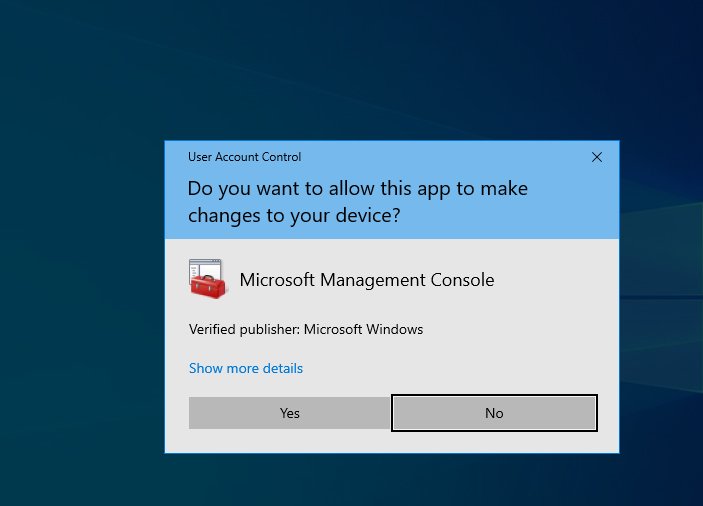 User Account Control
Do you want to allow this app to make
changes to your device?
Microsoft Management Console
Verified publisher: Microsoft Windows
Show more details
Yes
No